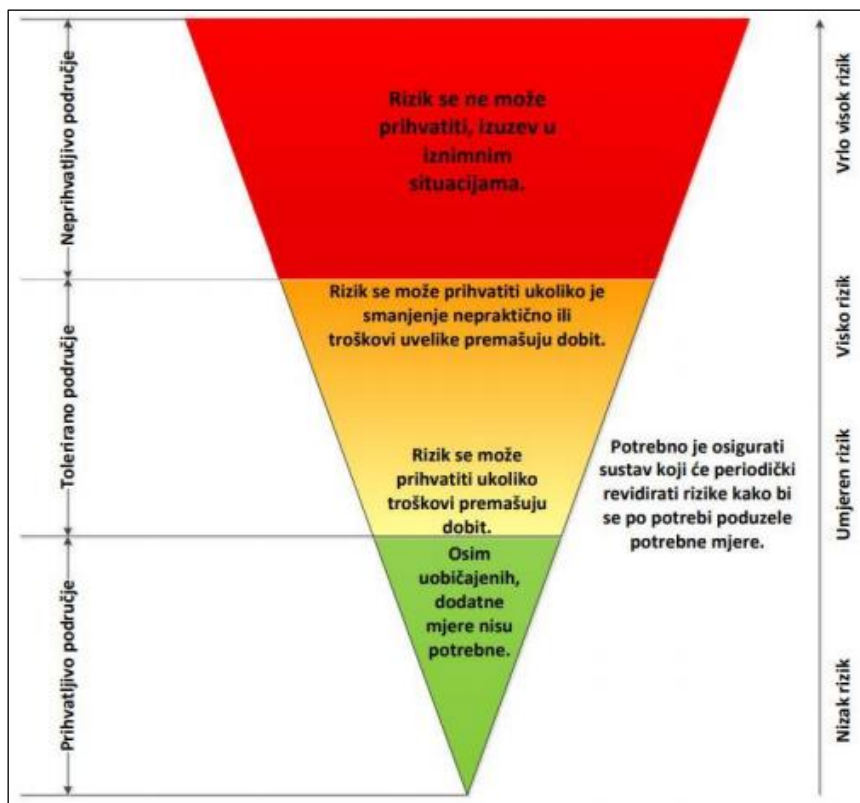 Neprihvatljivo područje
Rizik se ne može
prihvatiti, izuzev u
iznimnim
situacijama.
Vrlo visok rizik
Tolerirano područje
Rizik se može prihvatiti ukoliko je
smanjenje nepraktično ili
troškovi uvelike premašuju dobit.
Visko rizik
Rizik se može
prihvatiti ukoliko
troškovi premašuju
dobit.
Potrebno je osigurati
sustav koji će periodički
revidirati rizike kako bi
se po potrebi poduzele
potrebne mjere.
Umjeren rizik
Prihvatljivo područje
Osim
uobičajenih,
dodatne
mjere nisu
potrebne.
Nizak rizik